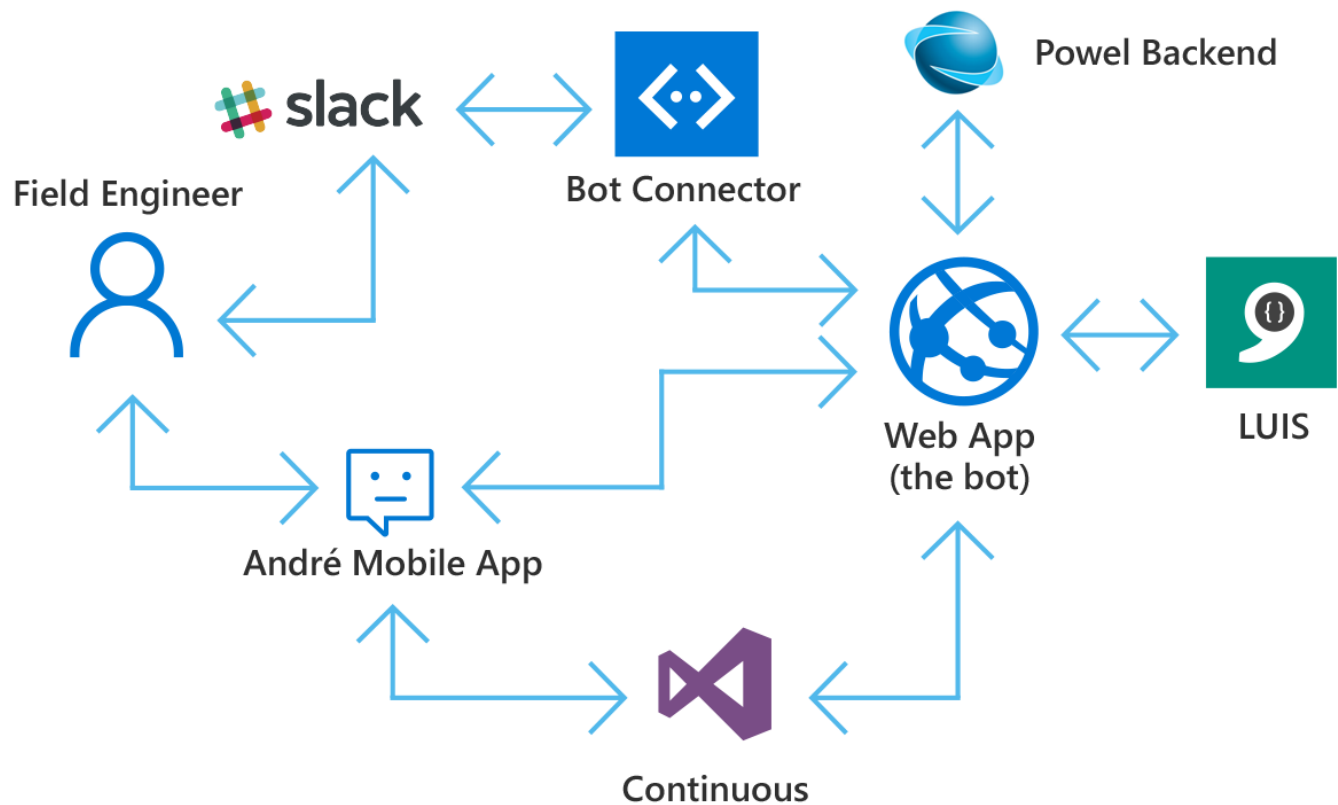 Powel Backend
slack
Field Engineer
Bot Connector
{}
LUIS
Web App
(the bot)
André Mobile App
Continuous